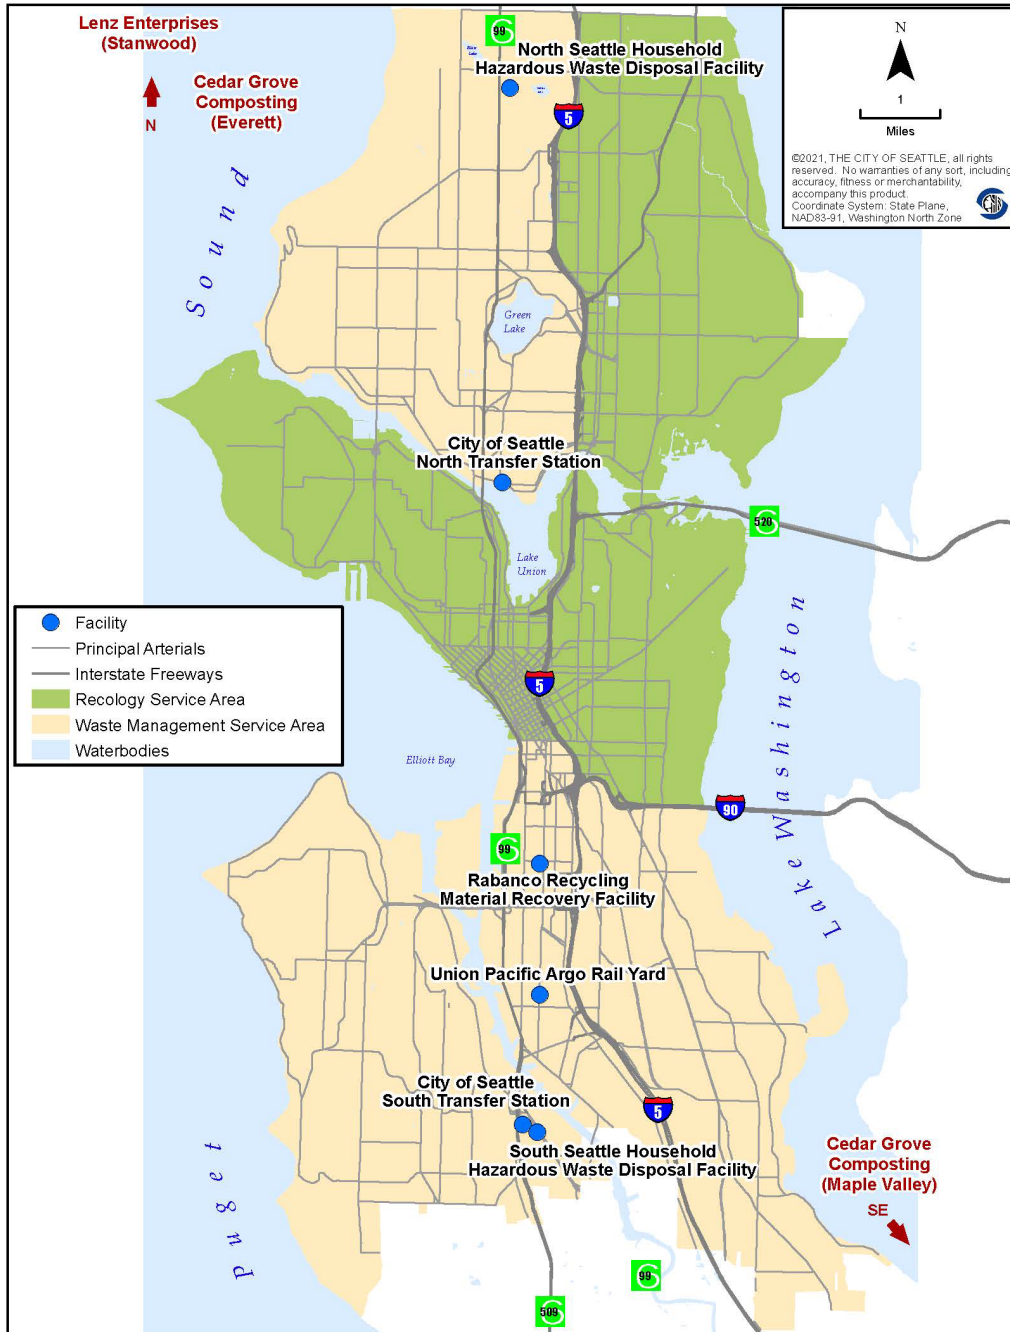 Lenz Enterprises
(Stanwood)
Cedar Grove
Composting
(Everett)
N
99
North Seattle Household
Hazardous Waste Disposal Facility
5
N
1
Miles
©2021, THE CITY OF SEATTLE, all rights
reserved. No warranties of any sort, including
accuracy, fitness or merchantability,
accompany this product.
Coordinate System: State Plane,
NAD83-91, Washington North Zone
Sound
Green
Lake
City of Seattle
North Transfer Station
520
Lake
Union
Facility
Principal Arterials
Interstate Freeways
Recology Service Area
Waste Management Service Area
Waterbodies
5
Elliott Bay
Lake Washington
90
99
Rabanco Recycling
Material Recovery Facility
Union Pacific Argo Rail Yard
City of Seattle
South Transfer Station
5
South Seattle Household
Hazardous Waste Disposal Facility
Cedar Grove
Composting
(Maple Valley)
SE
Puget
99
509